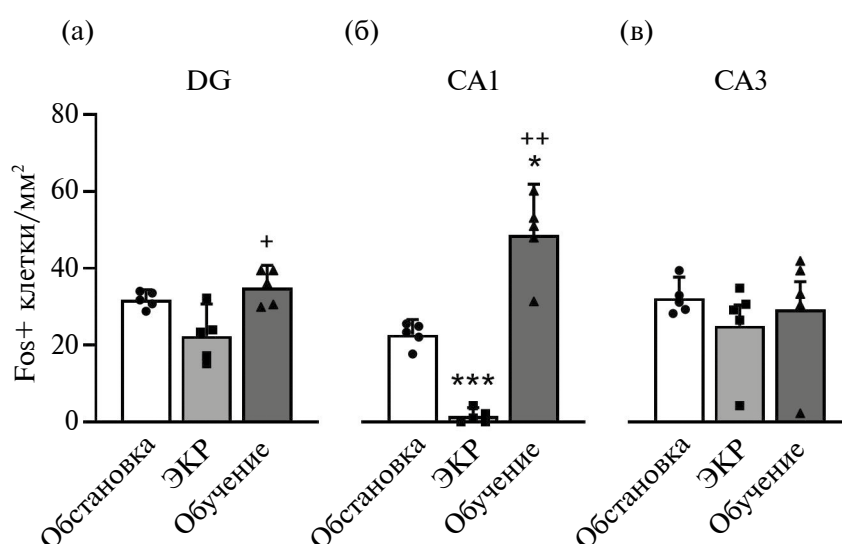 (а) (б) (в)
DG CA1 CA3
Fos+ клетки/мм²
80
60
40
20
0
+
***
++
*
Обстановка ЭКР Обучение
Обстановка ЭКР Обучение
Обстановка ЭКР Обучение